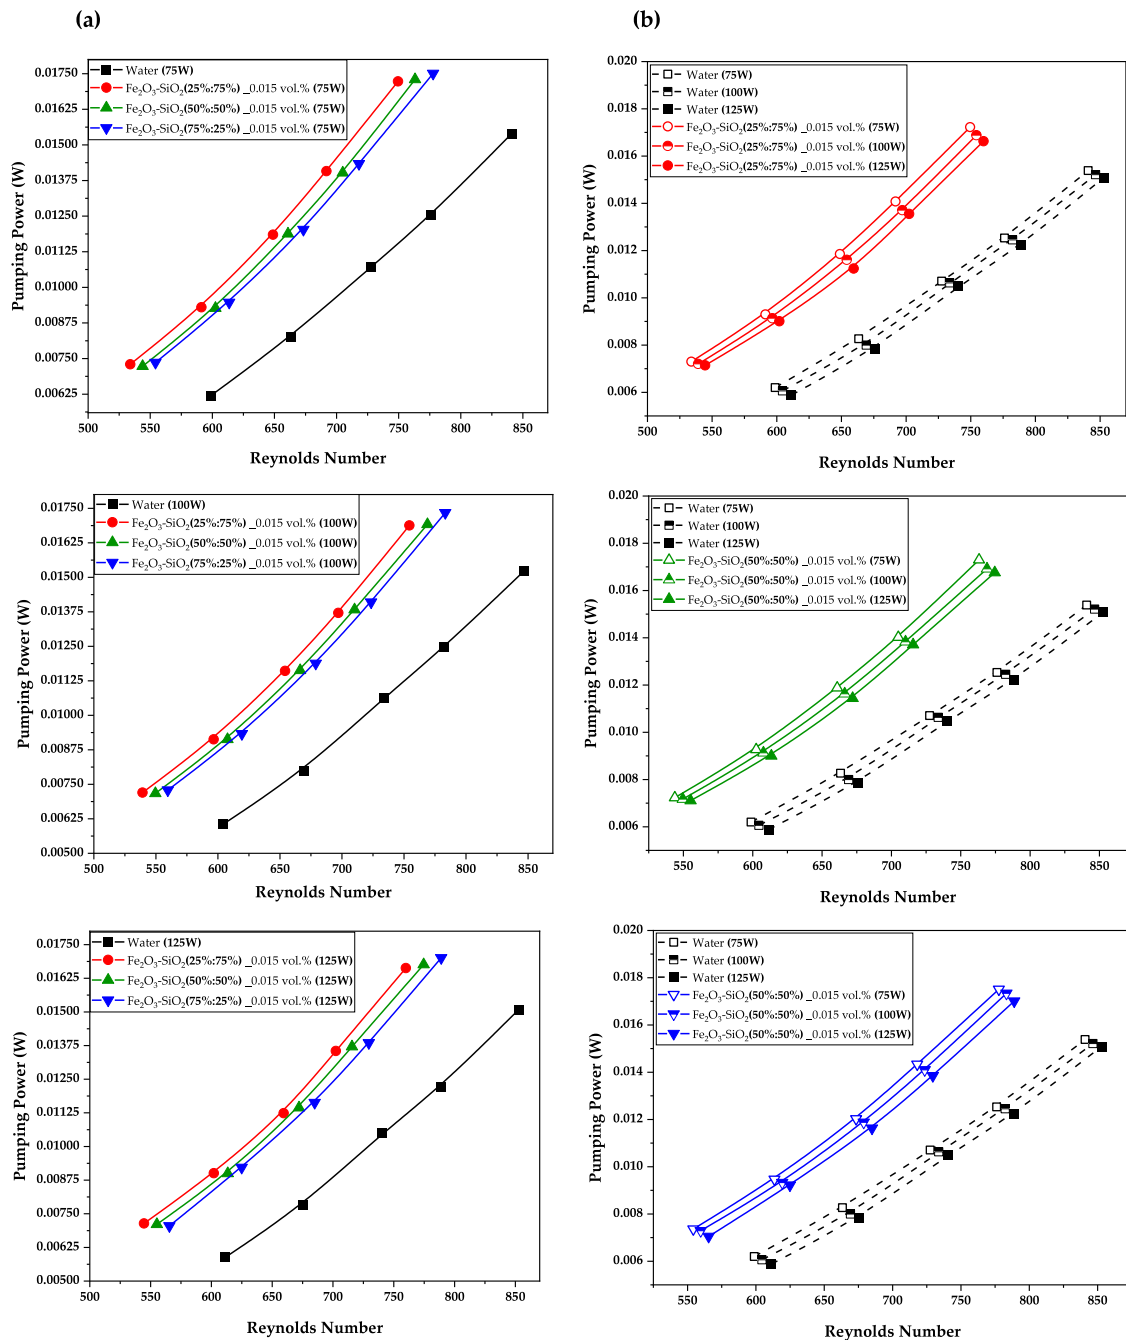 (a)
(b)
Water (75W)
Fe₂O₃-SiO₂(25%:75%) _0.015 vol.% (75W)
Fe₂O₃-SiO₂(50%:50%) _0.015 vol.% (75W)
Fe₂O₃-SiO₂(75%:25%) _0.015 vol.% (75W)
0.01750
0.01625
0.01500
0.01375
0.01250
0.01125
0.01000
0.00875
0.00750
0.00625
Pumping Power (W)
500 550 600 650 700 750 800 850
Reynolds Number
Water (75W)
Water (100W)
Water (125W)
Fe₂O₃-SiO₂(25%:75%) _0.015 vol.% (75W)
Fe₂O₃-SiO₂(25%:75%) _0.015 vol.% (100W)
Fe₂O₃-SiO₂(25%:75%) _0.015 vol.% (125W)
0.020
0.018
0.016
0.014
0.012
0.010
0.008
0.006
Pumping Power (W)
500 550 600 650 700 750 800 850
Reynolds Number
Water (100W)
Fe₂O₃-SiO₂(25%:75%) _0.015 vol.% (100W)
Fe₂O₃-SiO₂(50%:50%) _0.015 vol.% (100W)
Fe₂O₃-SiO₂(75%:25%) _0.015 vol.% (100W)
0.01750
0.01625
0.01500
0.01375
0.01250
0.01125
0.01000
0.00875
0.00750
0.00625
0.00500
Pumping Power (W)
500 550 600 650 700 750 800 850
Reynolds Number
Water (75W)
Water (100W)
Water (125W)
Fe₂O₃-SiO₂(50%:50%) _0.015 vol.% (75W)
Fe₂O₃-SiO₂(50%:50%) _0.015 vol.% (100W)
Fe₂O₃-SiO₂(50%:50%) _0.015 vol.% (125W)
0.020
0.018
0.016
0.014
0.012
0.010
0.008
0.006
Pumping Power (W)
550 600 650 700 750 800 850
Reynolds Number
Water (125W)
Fe₂O₃-SiO₂(25%:75%) _0.015 vol.% (125W)
Fe₂O₃-SiO₂(50%:50%) _0.015 vol.% (125W)
Fe₂O₃-SiO₂(75%:25%) _0.015 vol.% (125W)
0.01750
0.01625
0.01500
0.01375
0.01250
0.01125
0.01000
0.00875
0.00750
0.00625
0.00500
Pumping Power (W)
500 550 600 650 700 750 800 850
Reynolds Number
Water (75W)
Water (100W)
Water (125W)
Fe₂O₃-SiO₂(50%:50%) _0.015 vol.% (75W)
Fe₂O₃-SiO₂(50%:50%) _0.015 vol.% (100W)
Fe₂O₃-SiO₂(50%:50%) _0.015 vol.% (125W)
0.020
0.018
0.016
0.014
0.012
0.010
0.008
0.006
Pumping Power (W)
550 600 650 700 750 800 850
Reynolds Number